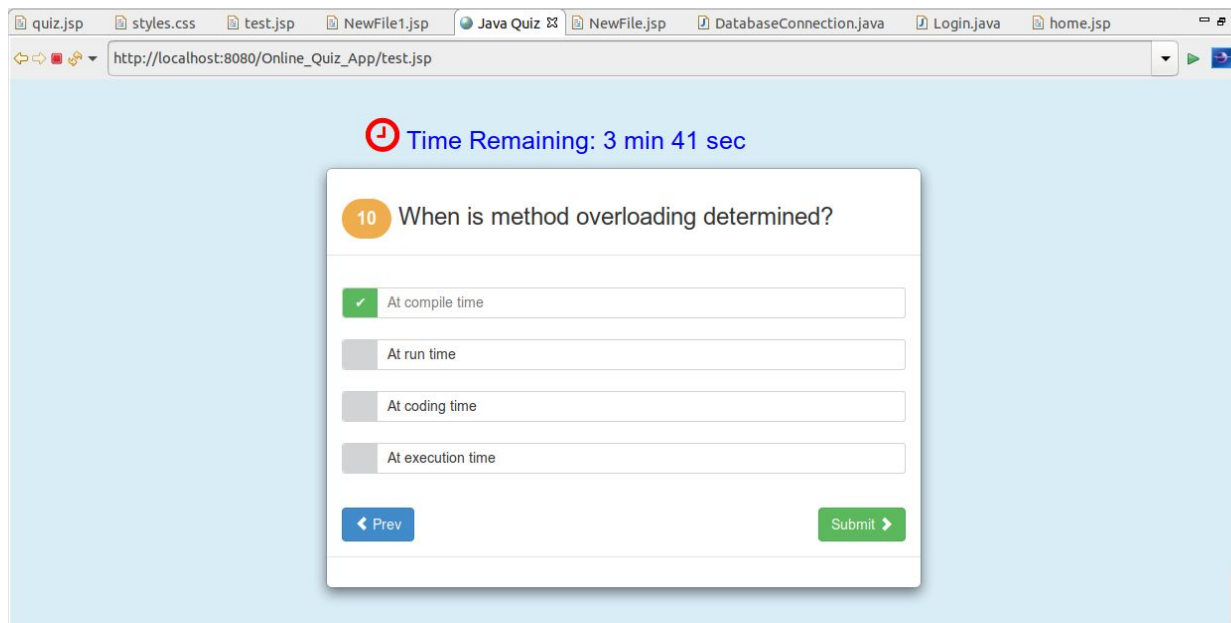 quiz.jsp styles.css test.jsp NewFile1.jsp Java Quiz NewFile.jsp DatabaseConnection.java Login.java home.jsp
http://localhost:8080/Online_Quiz_App/test.jsp
Time Remaining: 3 min 41 sec
10 When is method overloading determined?
At compile time
At run time
At coding time
At execution time
Prev Submit